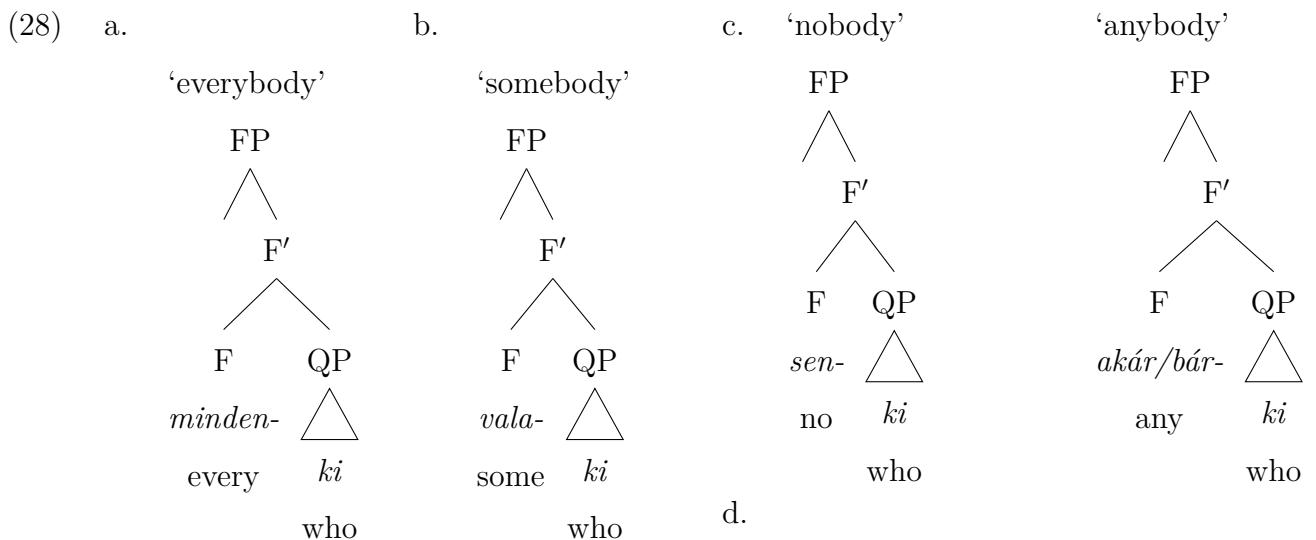 (28) a. b. c. ‘nobody’ ‘anybody’
‘everybody’ ‘somebody’ FP FP
FP FP
F′ F′
F′ F′
F QP F QP
F QP F QP sen- akár/bár-
minden- vala- no ki any ki
every ki some ki who who
who who d.